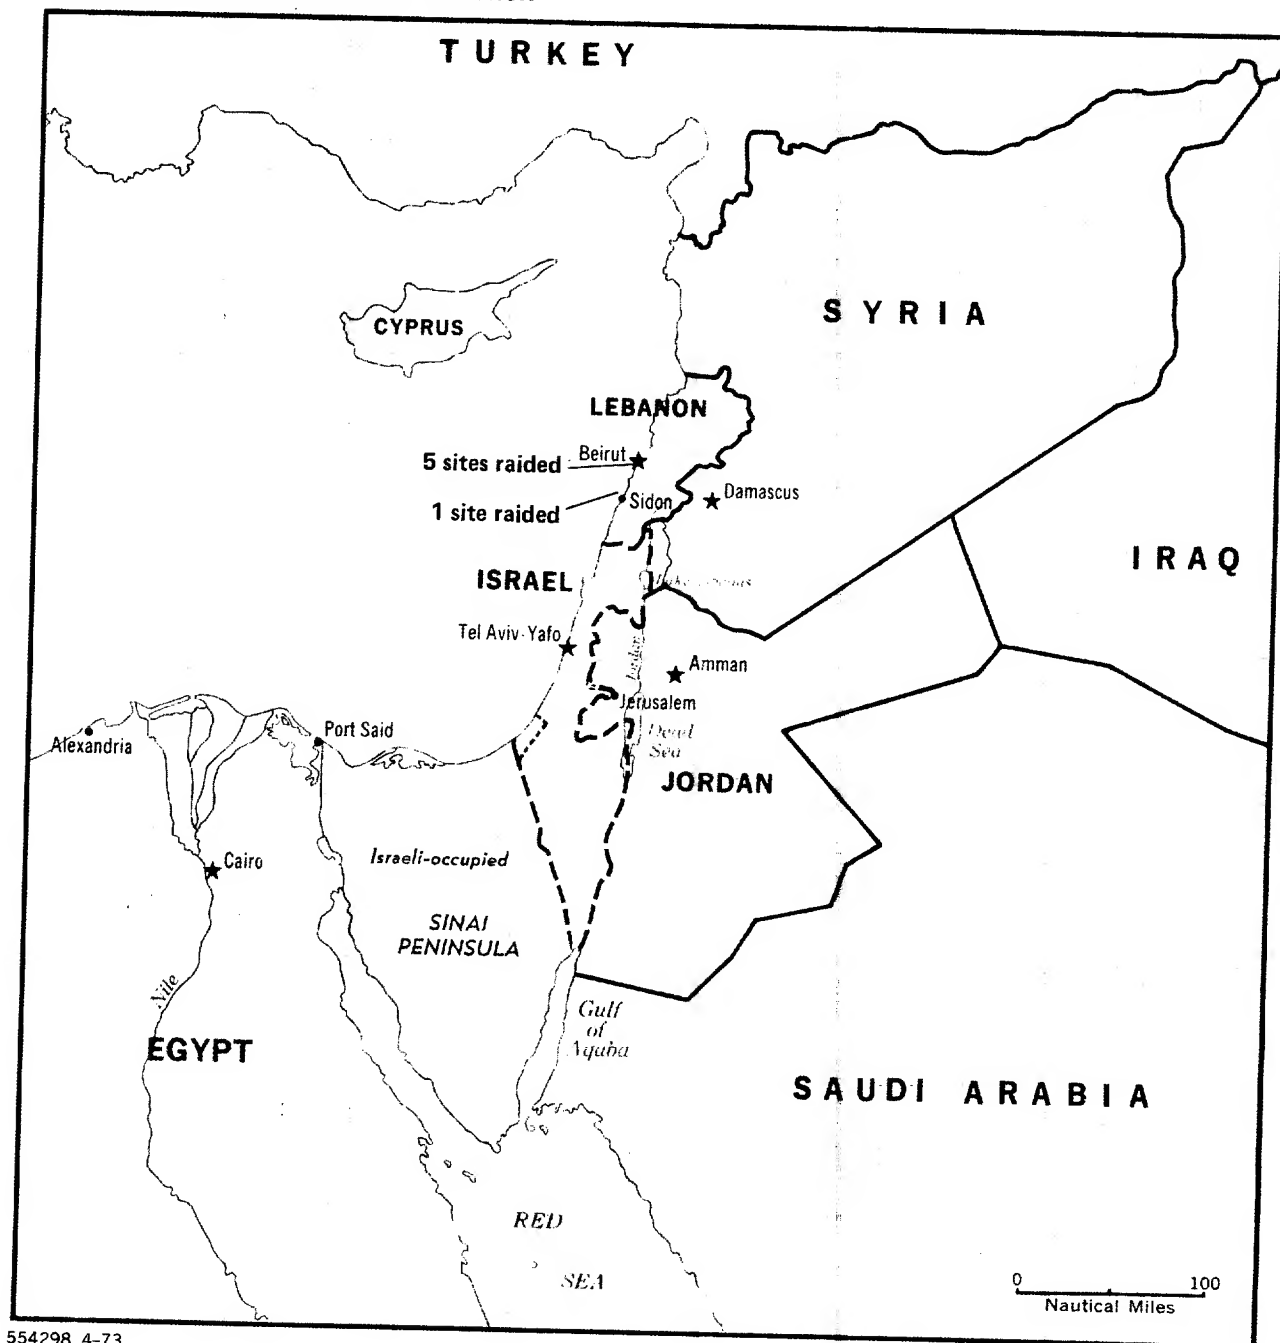 TURKEY
SYRIA
CYPRUS
LEBANON
5 sites raided
Beirut
1 site raided
Sidon
Damascus
IRAQ
ISRAEL
Tel Aviv-Yafo
Amman
Jerusalem
Dead
Sea
Port Said
Alexandria
JORDAN
Cairo
Israeli-occupied
SINAI
PENINSULA
Nile
Gulf
of
Aqaba
EGYPT
SAUDI ARABIA
RED
SEA
0 100
Nautical Miles
554298 4-73